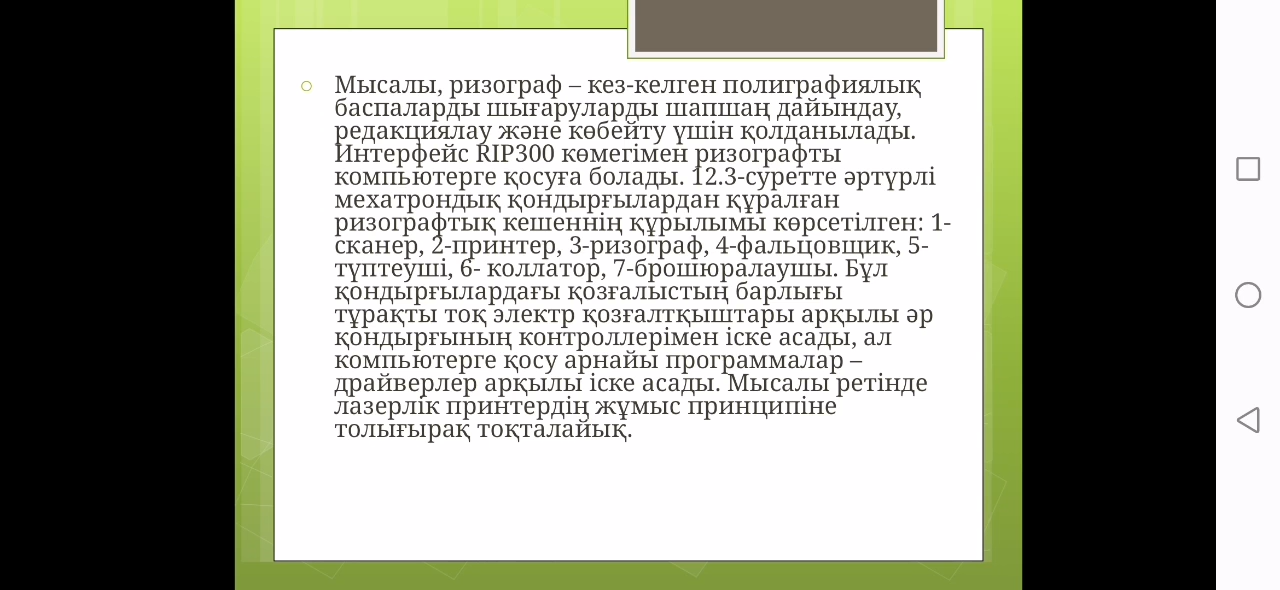 Мысалы, ризограф – кез-келген полиграфиялық
баспаларды шығаруларды шапшаң дайындау,
редакциялау және көбейту үшін қолданылады.
Интерфейс RIP300 көмегімен ризографты
компьютерге қосуға болады. 12.3-суретте әртүрлі
мехатрондық қондырғылардан құралған
ризографтық кешеннің құрылымы көрсетілген: 1-
сканер, 2-принтер, 3-ризограф, 4-фальцовщик, 5-
түптеуші, 6- коллатор, 7-брошюралаушы. Бұл
қондырғылардағы қозғалыстың барлығы
тұрақты тоқ электр қозғалтқыштары арқылы әр
қондырғының контроллерімен іске асады, ал
компьютерге қосу арнайы программалар –
драйверлер арқылы іске асады. Мысалы ретінде
лазерлік принтердің жұмыс принципіне
толығырақ тоқталайық.